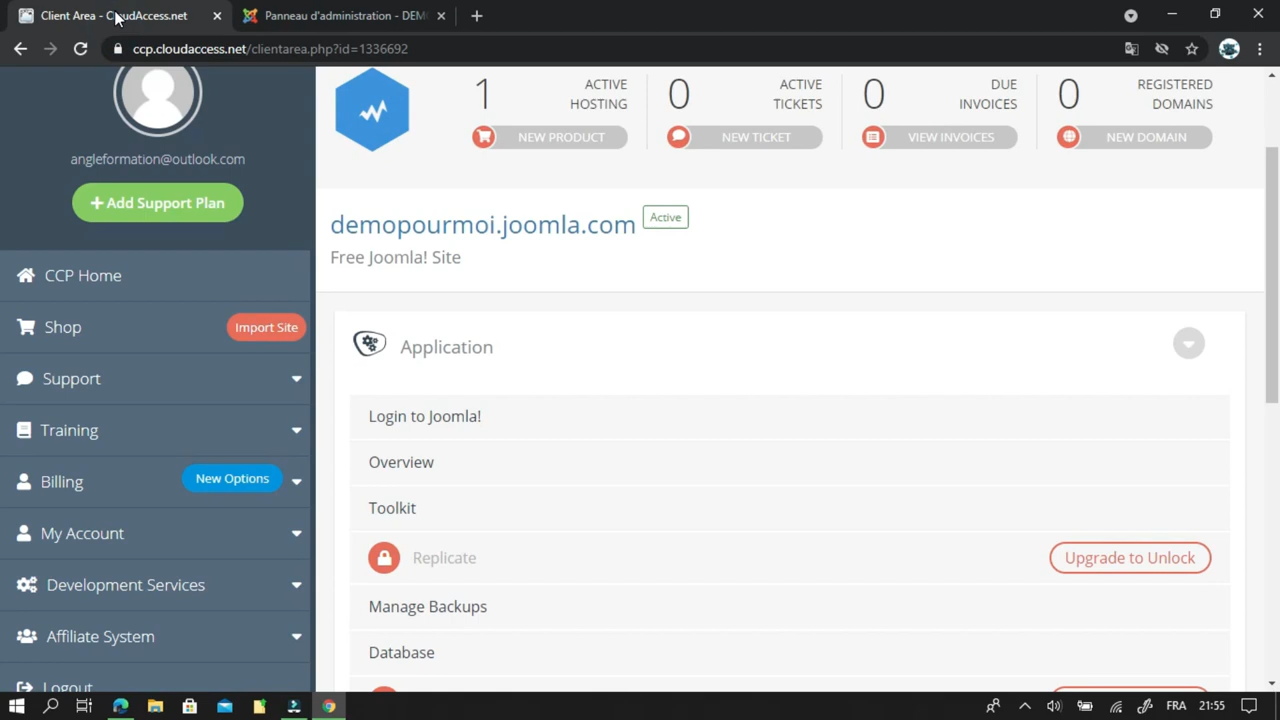 Client Area - CloudAccess.net
Panneau d'administration - DEM
ccp.cloudaccess.net/clientarea.php?id=1336692
angleformation@outlook.com
Add Support Plan
CCP Home
Shop
Import Site
Support
Training
Billing
New Options
My Account
Development Services
Affiliate System
Logout
1 ACTIVE HOSTING
NEW PRODUCT
0 ACTIVE TICKETS
NEW TICKET
0 DUE INVOICES
VIEW INVOICES
0 REGISTERED DOMAINS
NEW DOMAIN
demopourmoi.joomla.com Active
Free Joomla! Site
Application
Login to Joomla!
Overview
Toolkit
Replicate
Upgrade to Unlock
Manage Backups
Database
FRA 21:55